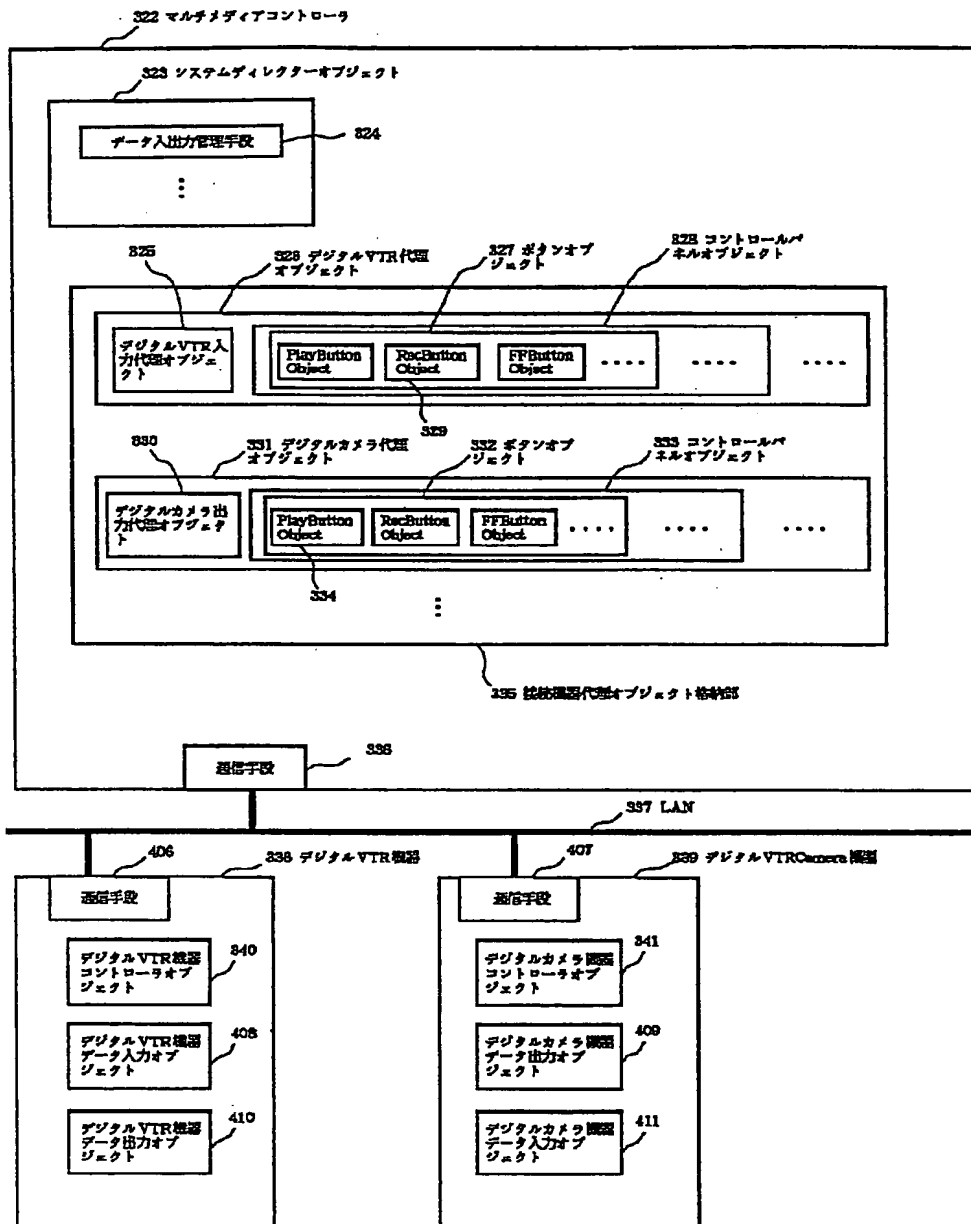 322 マルチメディアコントローラ
323 システムディレクターオブジェクト
324
データ入出力管理手段
325
326 デジタルVTR代理
オブジェクト
327 ボタンオブ
ジェクト
328 コントロールパ
ネルオブジェクト
デジタルVTR入
力代理オブジェ
クト
PlayButton
Object
RecButton
Object
FFButton
Object
329
330
331 デジタルカメラ代理
オブジェクト
332 ボタンオブ
ジェクト
333 コントロールパ
ネルオブジェクト
デジタルカメラ出
力代理オブジェク
ト
PlayButton
Object
RecButton
Object
FFButton
Object
334
335 接続機器代理オブジェクト格納部
336
通信手段
337 LAN
406
338 デジタルVTR機器
407
339 デジタルVTRCamera機器
通信手段
通信手段
デジタルVTR機器
コントローラオブ
ジェクト
340
デジタルカメラ機器
コントローラオブ
ジェクト
341
デジタルVTR機器
データ入力オブ
ジェクト
408
デジタルカメラ機器
データ出力オブ
ジェクト
409
デジタルVTR機器
データ出力オブ
ジェクト
410
デジタルカメラ機器
データ入力オブ
ジェクト
411